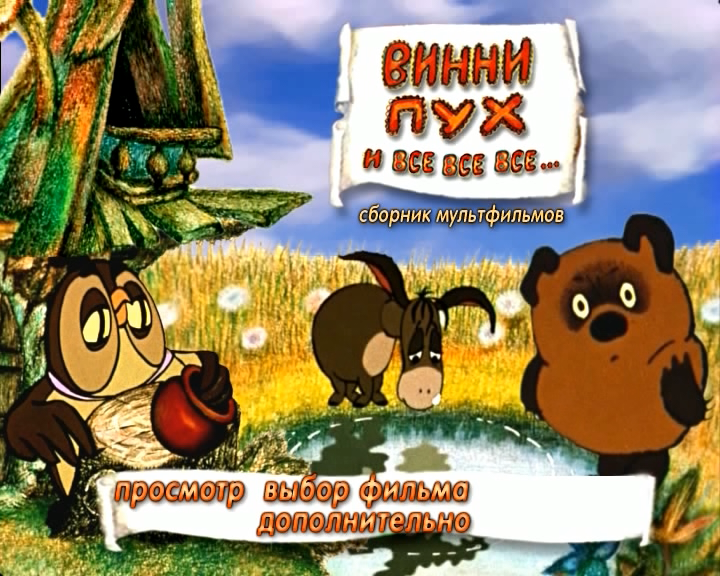 ВИННИ
ПУХ
И ВСЕ ВСЕ ВСЕ...
сборник мультфильмов
просмотр выбор фильма
дополнительно